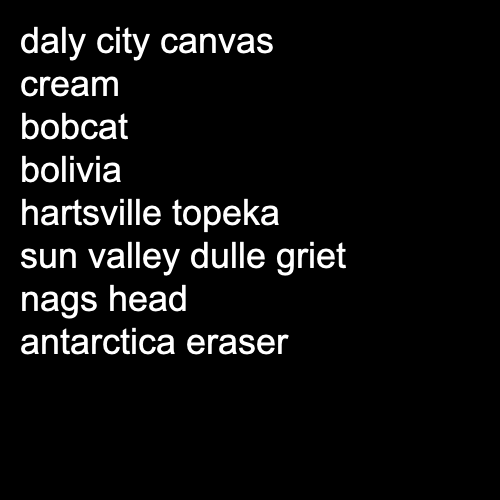 daly city canvas
cream
bobcat
bolivia
hartsville topeka
sun valley dulle griet
nags head
antarctica eraser